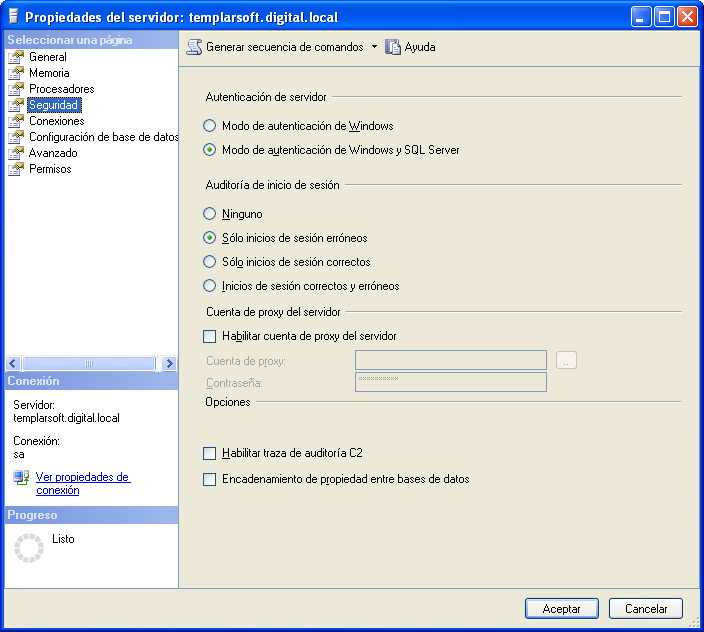 Propiedades del servidor: templarsoft.digital.local
Seleccionar una página
General
Memoria
Procesadores
Seguridad
Conexiones
Configuración de base de datos
Avanzado
Permisos
Conexión
Servidor:
templarsoft.digital.local
Conexión:
sa
Ver propiedades de
conexión
Progreso
Listo
Generar secuencia de comandos
Ayuda
Autenticación de servidor
Modo de autenticación de Windows
Modo de autenticación de Windows y SQL Server
Auditoría de inicio de sesión
Ninguno
Sólo inicios de sesión erróneos
Sólo inicios de sesión correctos
Inicios de sesión correctos y erróneos
Cuenta de proxy del servidor
Habilitar cuenta de proxy del servidor
Cuenta de proxy:
...
Contraseña:
**********
Opciones
Habilitar traza de auditoría C2
Encadenamiento de propiedad entre bases de datos
Aceptar
Cancelar